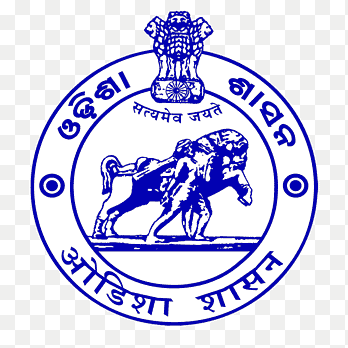 ଓଡ଼ିଶା ଶାସନ
सत्यमेव जयते
ओडिशा शासन